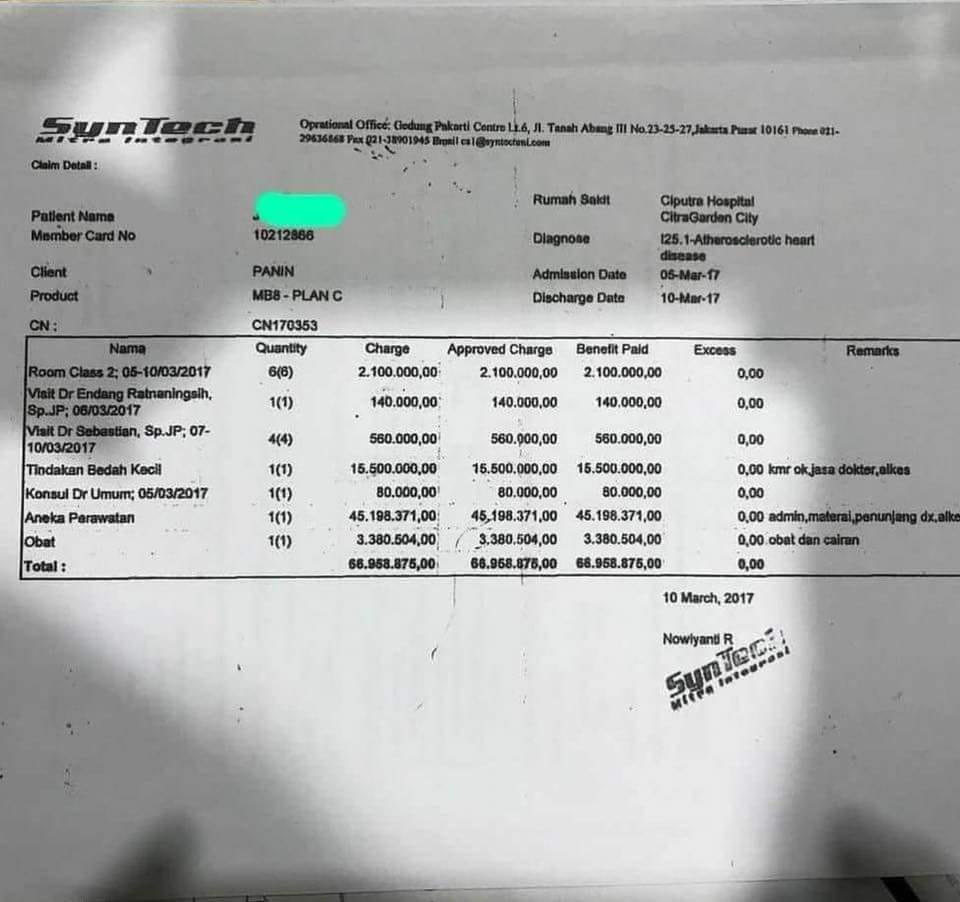 SynTech
Mitra Integrasi
Oprational Office: Gedung Pakarti Centre Lt.6, Jl. Tanah Abang III No.23-25-27,Jakarta Pusat 10161 Phone 021-
29636868 Fax 021-38901945 Email
Claim Detail :
Patient Name
Member Card No 10212866
Client PANIN
Product MB8 - PLAN C
CN : CN170353
Rumah Sakit Ciputra Hospital
CitraGarden City
Diagnose I25.1-Atherosclerotic heart
disease
Admission Date 05-Mar-17
Discharge Date 10-Mar-17
Name Quantity Charge Approved Charge Benefit Paid Excess Remarks
Room Class 2; 05-10/03/2017 6(6) 2.100.000,00 2.100.000,00 2.100.000,00 0,00
Visit Dr Endang Ratnaningsih,
Sp.JP; 06/03/2017 1(1) 140.000,00 140.000,00 140.000,00 0,00
Visit Dr Sebastian, Sp.JP; 07-
10/03/2017 4(4) 560.000,00 560.000,00 560.000,00 0,00
Tindakan Bedah Kecil 1(1) 15.500.000,00 15.500.000,00 15.500.000,00 0,00 kmr ok,jasa dokter,alkes
Konsul Dr Umum; 05/03/2017 1(1) 80.000,00 80.000,00 80.000,00 0,00
Aneka Perawatan 1(1) 45.198.371,00 45.198.371,00 45.198.371,00 0,00 admin,materai,penunjang dx,alke
Obat 1(1) 3.380.504,00 3.380.504,00 3.380.504,00 0,00 obat dan cairan
Total : 66.958.875,00 66.958.875,00 66.958.875,00 0,00
10 March, 2017
Nowiyanti R
SynTech
Mitra Integrasi